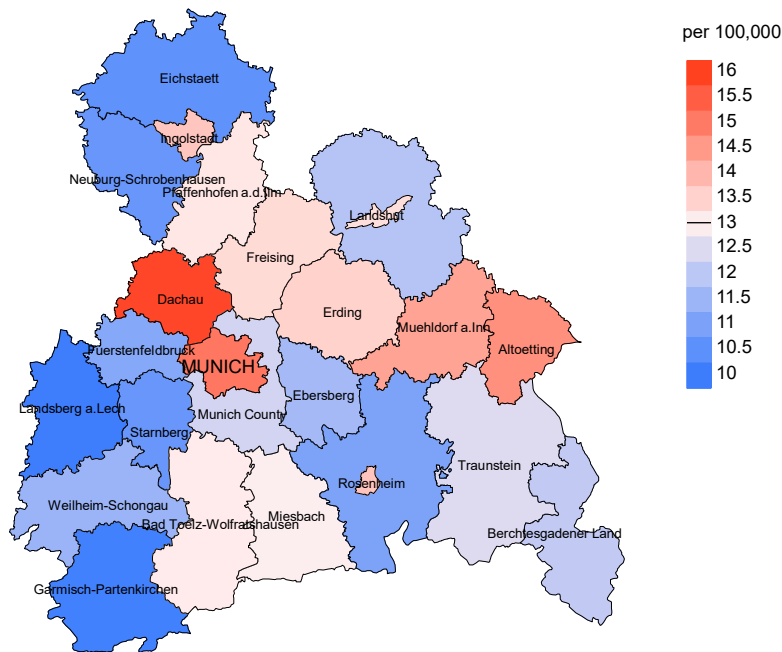 per 100,000
16
15.5
15
14.5
14
13.5
13
12.5
12
11.5
11
10.5
10
Eichstaett
Ingolstadt
Neuburg-Schrobenhausen
Pfaffenhofen a.d.Ilm
Landshut
Freising
Dachau
Erding
Muehldorf a.Inn
Altoetting
Fuerstenfeldbruck
MUNICH
Ebersberg
Landsberg a.Lech
Munich County
Starnberg
Traunstein
Rosenheim
Weilheim-Schongau
Miesbach
Bad Toelz-Wolfratshausen
Berchtesgadener Land
Garmisch-Partenkirchen